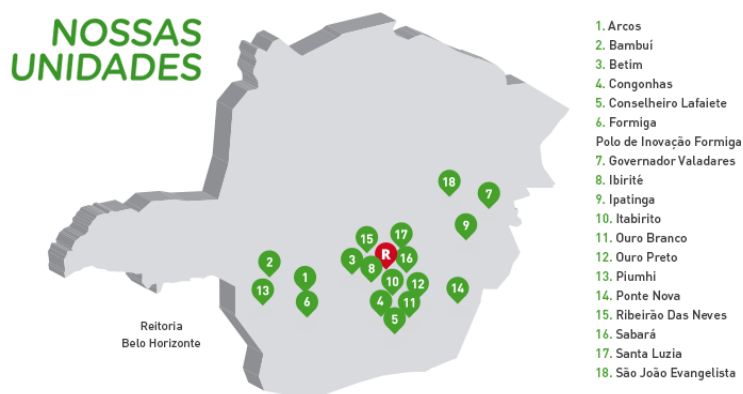 NOSSAS
UNIDADES
18
7
9
17
15
R
16
3
8
2
1
10
12
13
6
4
11
14
5
Reitoria
Belo Horizonte
1. Arcos
2. Bambuí
3. Betim
4. Congonhas
5. Conselheiro Lafaiete
6. Formiga
Polo de Inovação Formiga
7. Governador Valadares
8. Ibirité
9. Ipatinga
10. Itabirito
11. Ouro Branco
12. Ouro Preto
13. Piumhi
14. Ponte Nova
15. Ribeirão Das Neves
16. Sabará
17. Santa Luzia
18. São João Evangelista